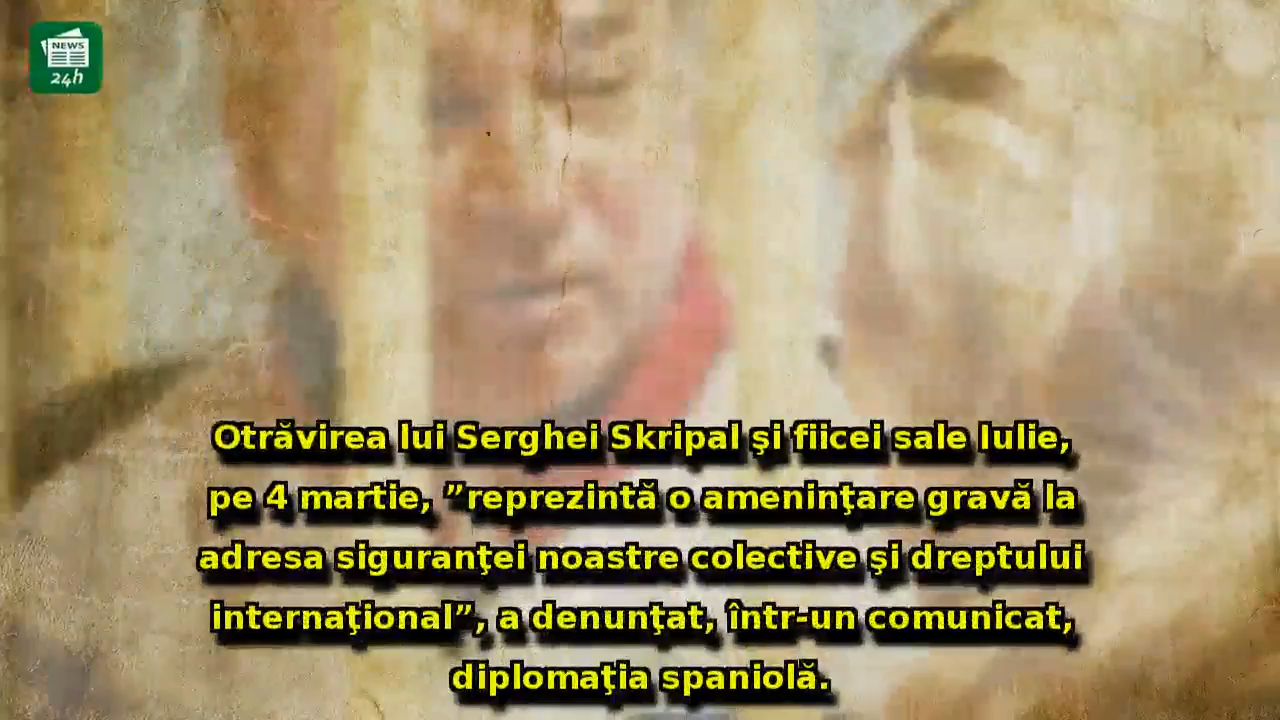 NEWS
24h
Otrăvirea lui Serghei Skripal şi fiicei sale Iulie,
pe 4 martie, ”reprezintă o ameninţare gravă la
adresa siguranţei noastre colective şi dreptului
internaţional”, a denunţat, într-un comunicat,
diplomaţia spaniolă.